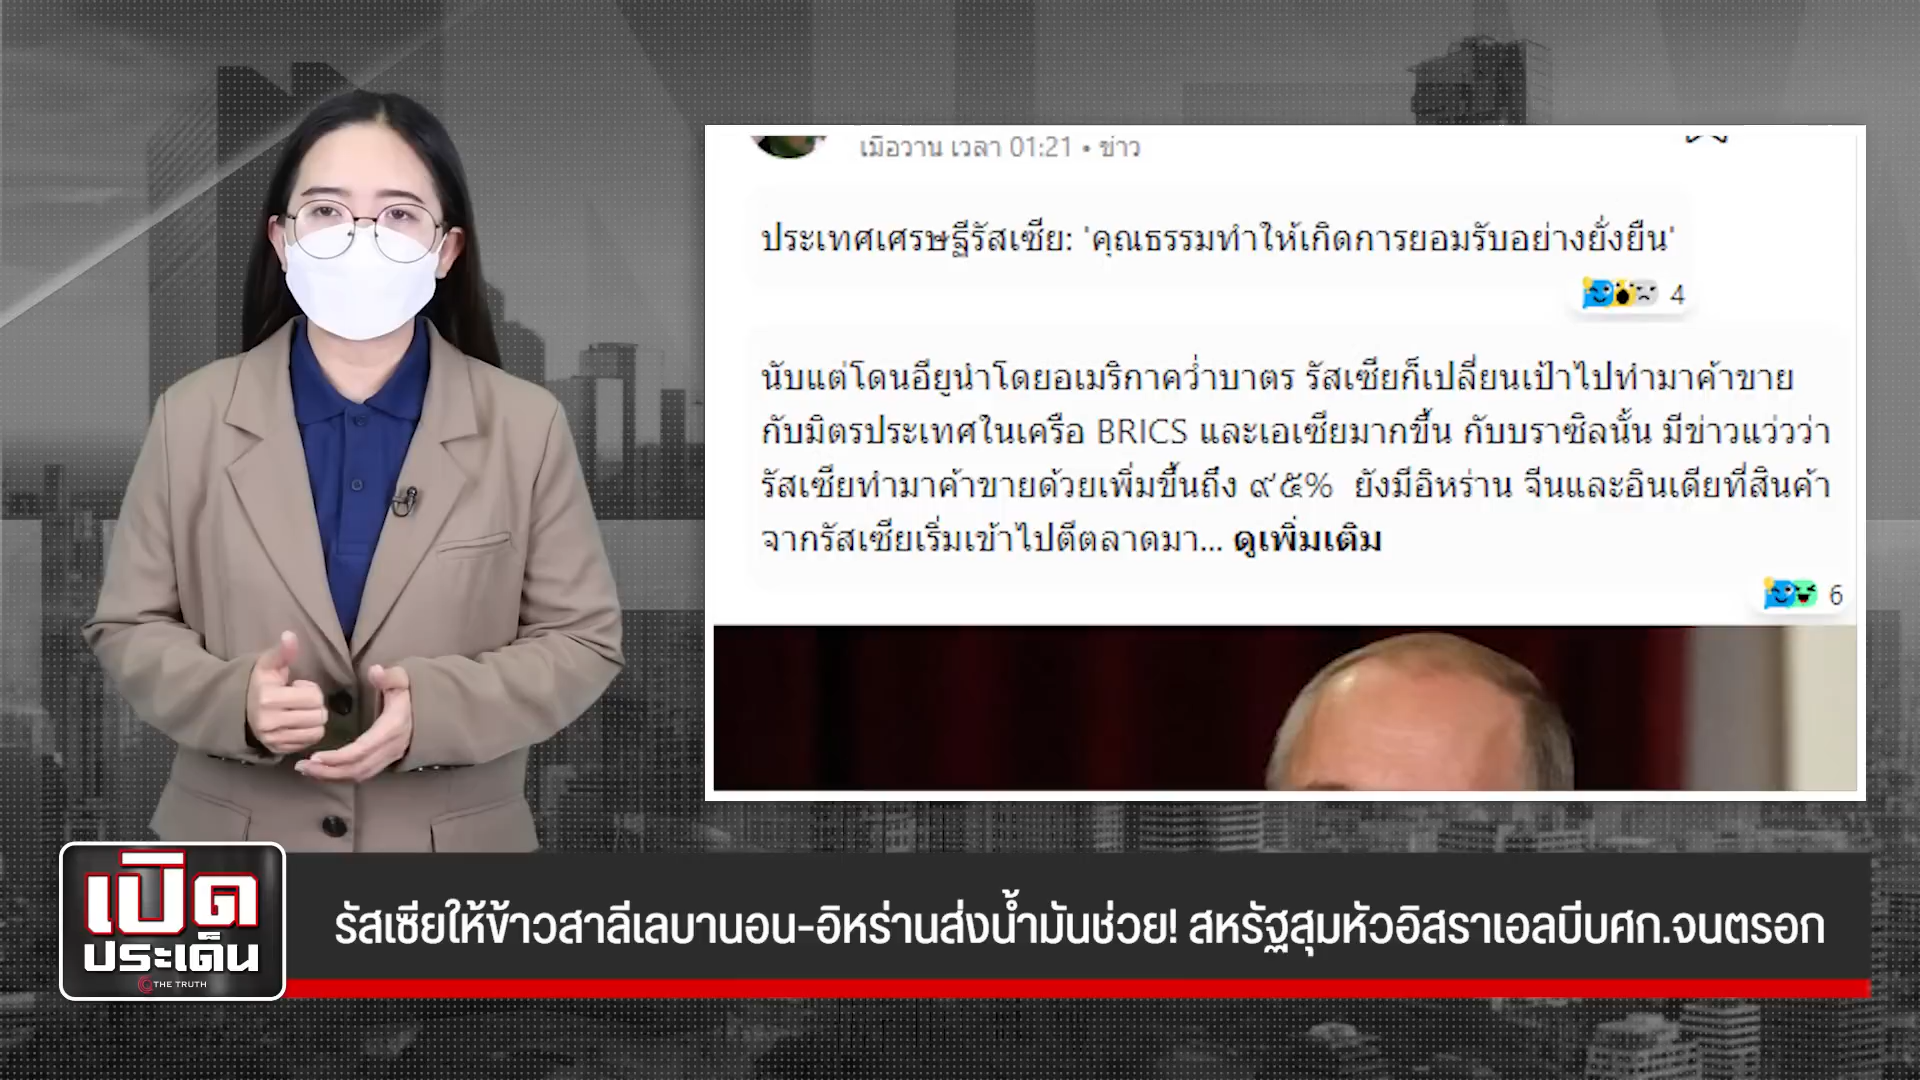 เมื่อวาน เวลา 01:21 • ข่าว
ประเทศเศรษฐีรัสเซีย: 'คุณธรรมทำให้เกิดการยอมรับอย่างยั่งยืน'
4
นับแต่โดนอียูนำโดยอเมริกาคว่ำบาตร รัสเซียก็เปลี่ยนเป้าไปทำมาค้าขาย
กับมิตรประเทศในเครือ BRICS และเอเซียมากขึ้น กับบราซิลนั้น มีข่าวแว่วว่า
รัสเซียทำมาค้าขายด้วยเพิ่มขึ้นถึง ๙๕% ยังมีอิหร่าน จีนและอินเดียที่สินค้า
จากรัสเซียเริ่มเข้าไปตีตลาดมา... ดูเพิ่มเติม
6
เปิด
ประเด็น
THE TRUTH
รัสเซียให้ข้าวสาลีเลบานอน-อิหร่านส่งน้ำมันช่วย! สหรัฐสุมหัวอิสราเอลบีบศก.จนตรอก